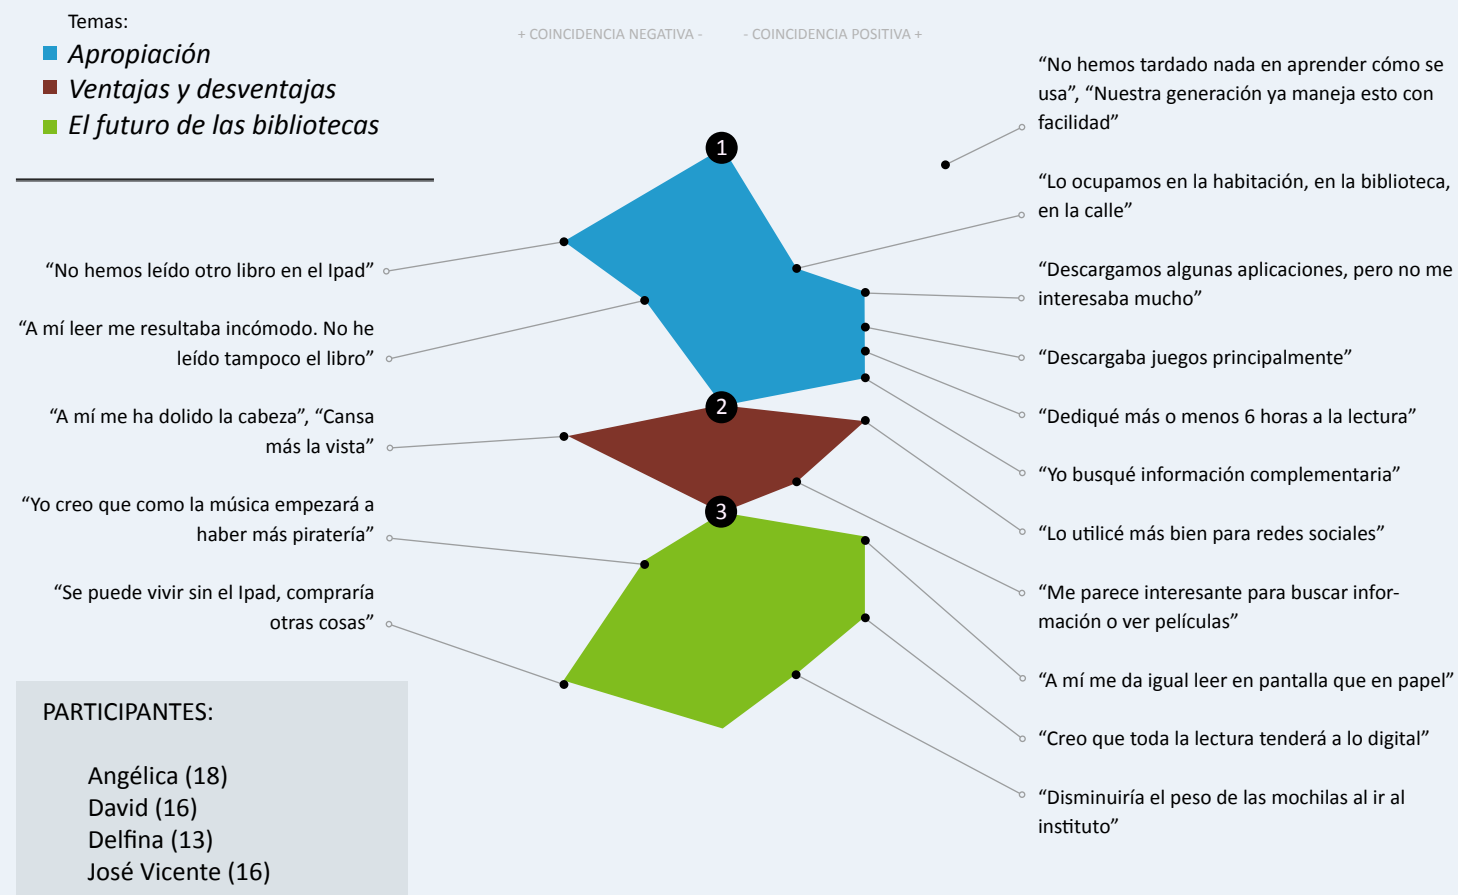 Temas:
Apropiación
Ventajas y desventajas
El futuro de las bibliotecas
+ COINCIDENCIA NEGATIVA -
- COINCIDENCIA POSITIVA +
1
2
3
“No hemos leído otro libro en el Ipad”
“A mí leer me resultaba incómodo. No he
leído tampoco el libro”
“A mí me ha dolido la cabeza”, “Cansa
más la vista”
“Yo creo que como la música empezará a
haber más piratería”
“Se puede vivir sin el Ipad, compraría
otras cosas”
“No hemos tardado nada en aprender cómo se
usa”, “Nuestra generación ya maneja esto con
facilidad”
“Lo ocupamos en la habitación, en la biblioteca,
en la calle”
“Descargamos algunas aplicaciones, pero no me
interesaba mucho”
“Descargaba juegos principalmente”
“Dediqué más o menos 6 horas a la lectura”
“Yo busqué información complementaria”
“Lo utilicé más bien para redes sociales”
“Me parece interesante para buscar infor-
mación o ver películas”
“A mí me da igual leer en pantalla que en papel”
“Creo que toda la lectura tenderá a lo digital”
“Disminuiría el peso de las mochilas al ir al
instituto”
PARTICIPANTES:
Angélica (18)
David (16)
Delfina (13)
José Vicente (16)